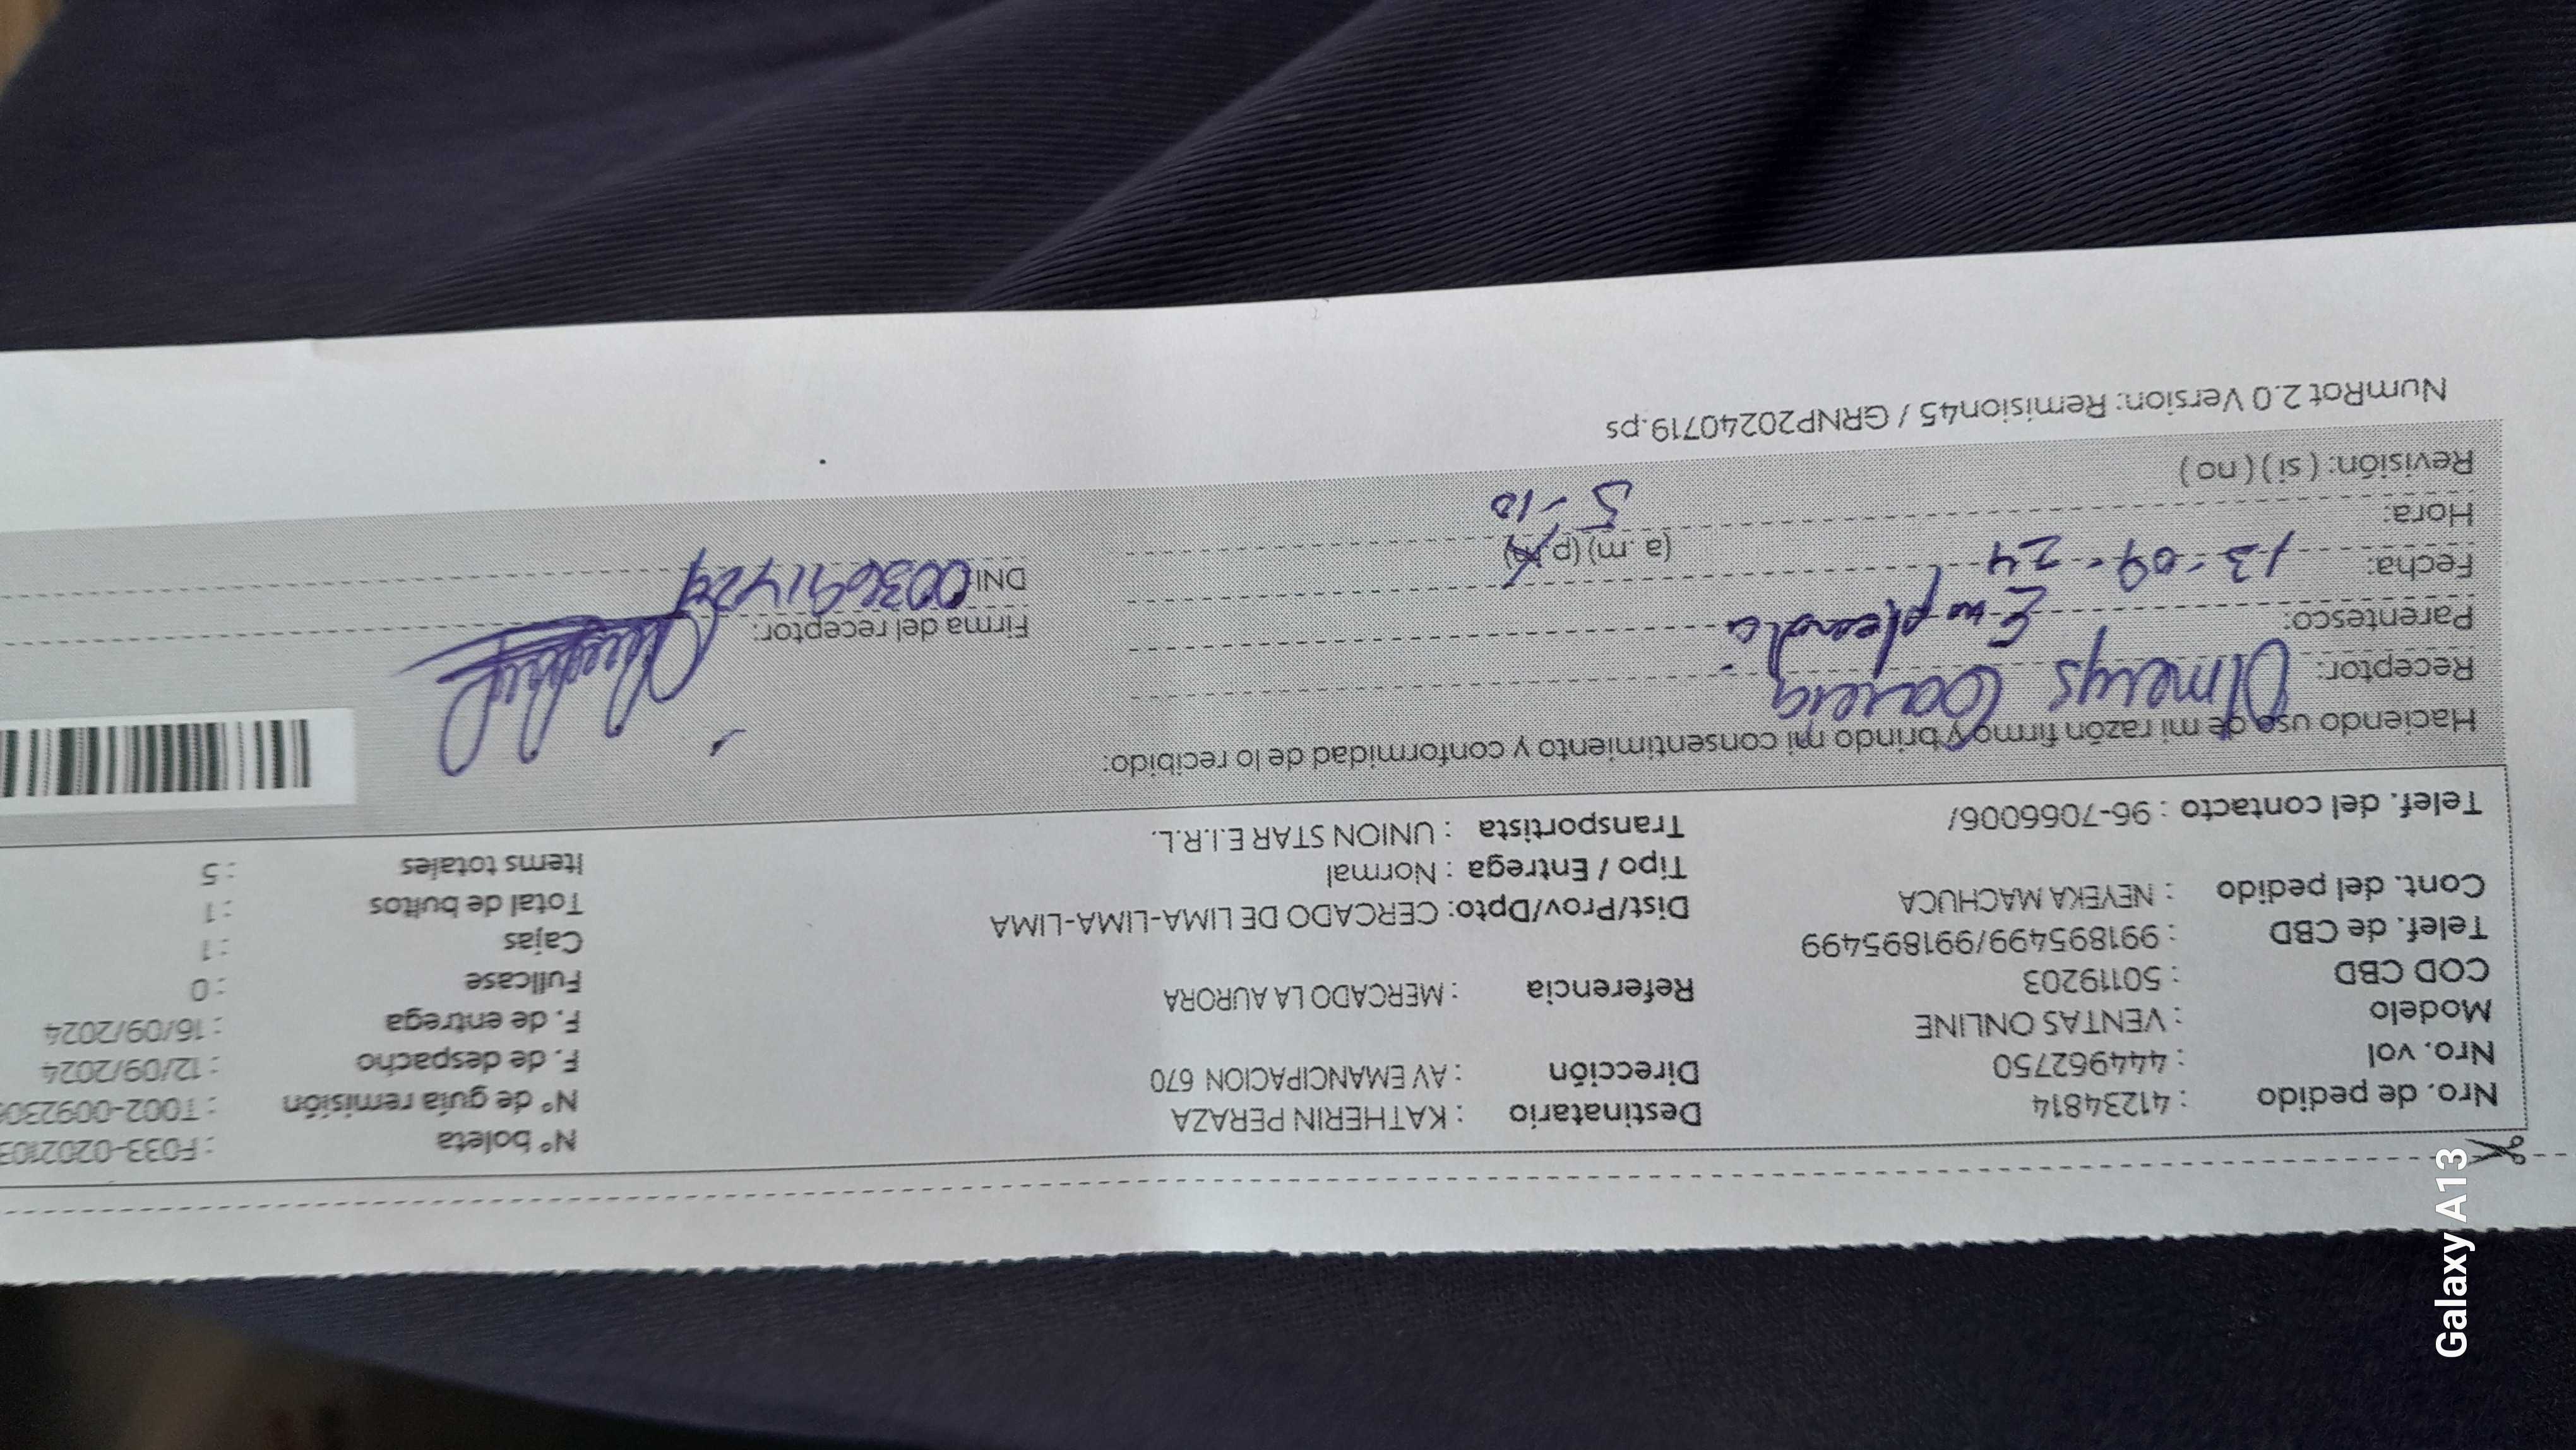 Nro. de pedido : 41234814
Nro. vol : 444962750
Modelo : VENTAS ONLINE
COD CBD : 50119203
Telef. de CBD : 991895499/991895499
Cont. del pedido : NEYEKA MACHUCA
Telef. del contacto : 96-7066006/
Destinatario : KATHERIN PERAZA
Dirección : AV EMANCIPACION 670
Referencia : MERCADO LA AURORA
Dist/Prov/Dpto: CERCADO DE LIMA-LIMA-LIMA
Tipo / Entrega : Normal
Transportista : UNION STAR E.I.R.L.
N° boleta : F033-0202103
N° de guía remisión : T002-009230
F. de despacho : 12/09/2024
F. de entrega : 16/09/2024
Fullcase : 0
Cajas : 1
Total de bultos : 1
Items totales : 5
Haciendo uso de mi razón firmo y brindo mi consentimiento y conformidad de lo recibido:
Receptor: Olmerys Garcia
Parentesco: Empleada
Fecha: 13-09-24
Hora: (a.m) (p.m) 5-10
Revisión: ( si ) ( no )
Firma del receptor:
DNI 003691424
NumRot 2.0 Version: Remision45 / GRNP20240719.ps
Galaxy A13